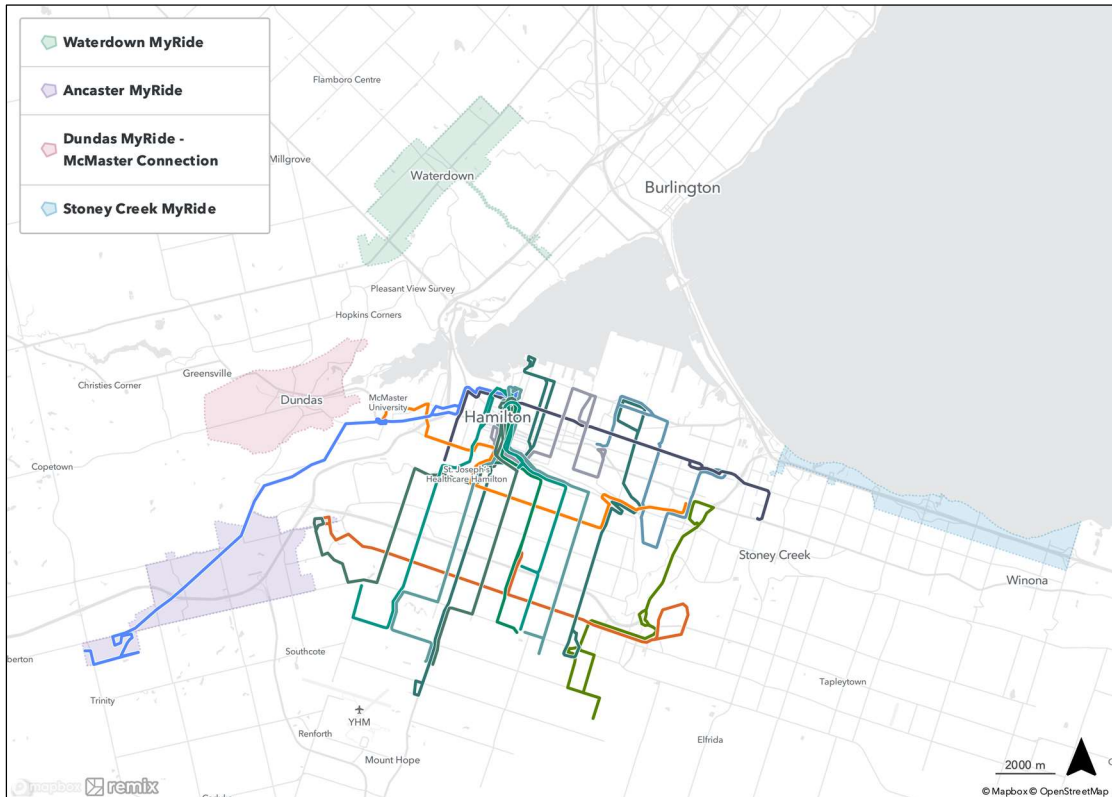 Waterdown MyRide
Ancaster MyRide
Dundas MyRide -
McMaster Connection
Stoney Creek MyRide
Flamboro Centre
Millgrove
Waterdown
Burlington
Pleasant View Survey
Hopkins Corners
Greensville
Christies Corner
Dundas
McMaster
University
Hamilton
Copetown
St. Joseph's
Healthcare Hamilton
Stoney Creek
Winona
berton
Southcote
Trinity
Tapleytown
YHM
Renforth
Elfrida
Mount Hope
2000 m
mapbox remix
© Mapbox © OpenStreetMap